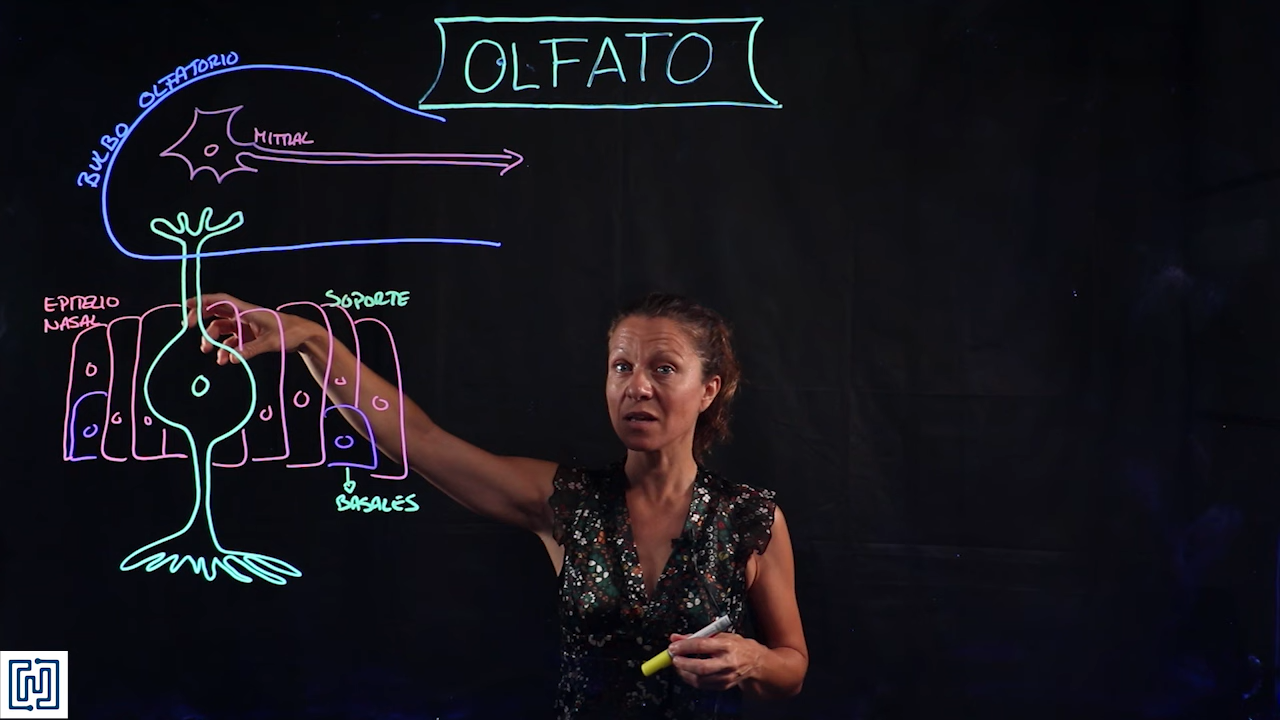 OLFATO
BULBO OLFATORIO
MITRAL
EPITELIO
NASAL
SOPORTE
BASALES